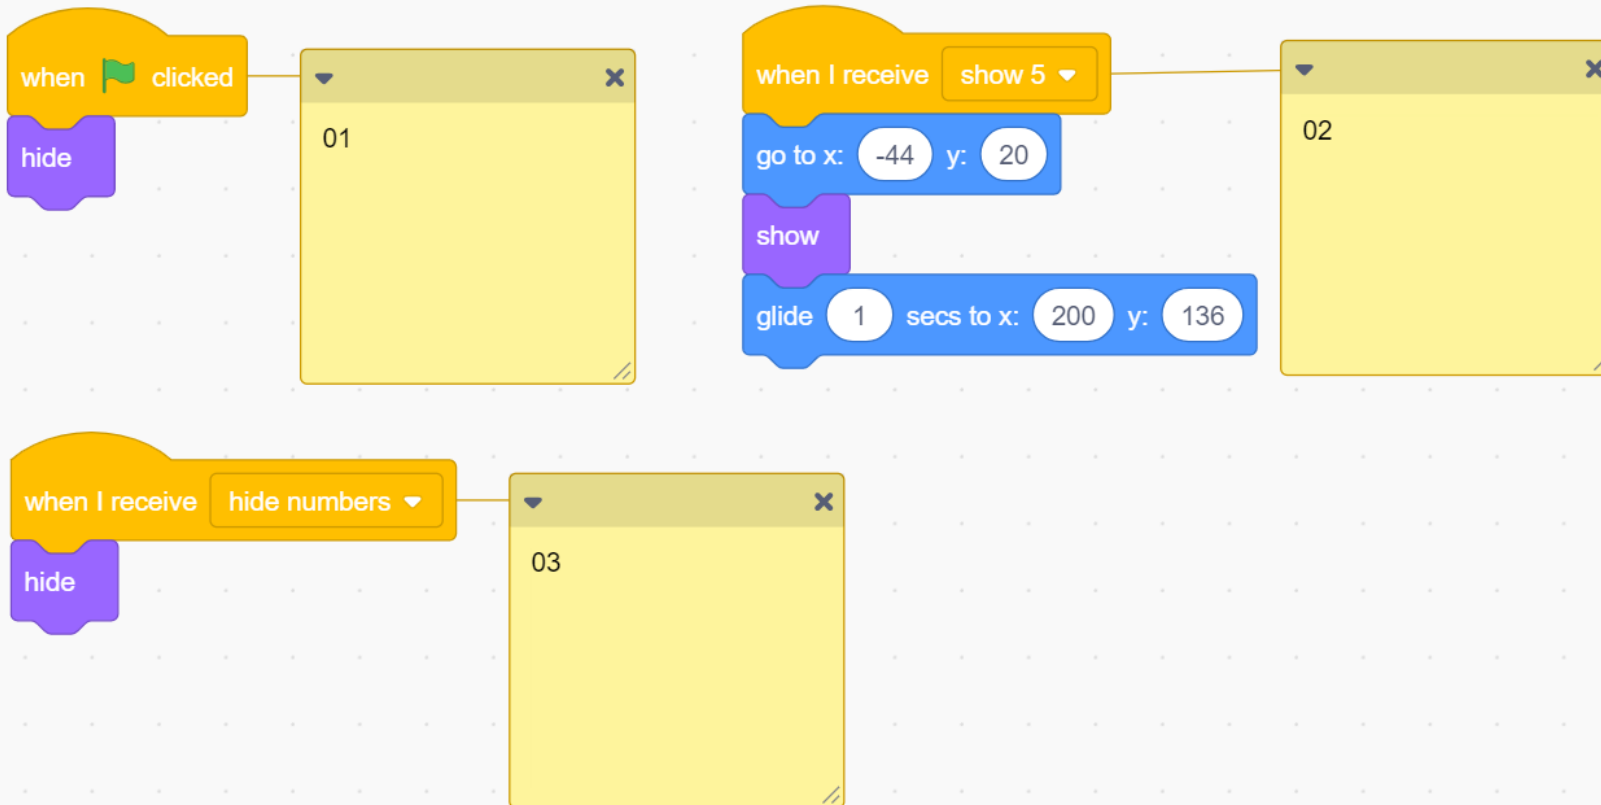 when clicked
hide
01
when I receive show 5
go to x: -44 y: 20
show
glide 1 secs to x: 200 y: 136
02
when I receive hide numbers
hide
03